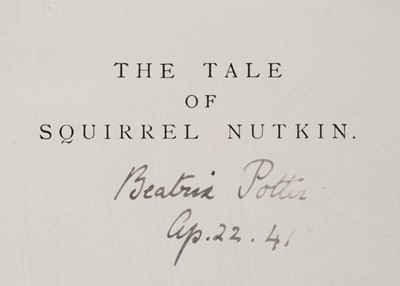 THE TALE
OF
SQUIRREL NUTKIN.
Beatrix Potter
Ap. 22. 41